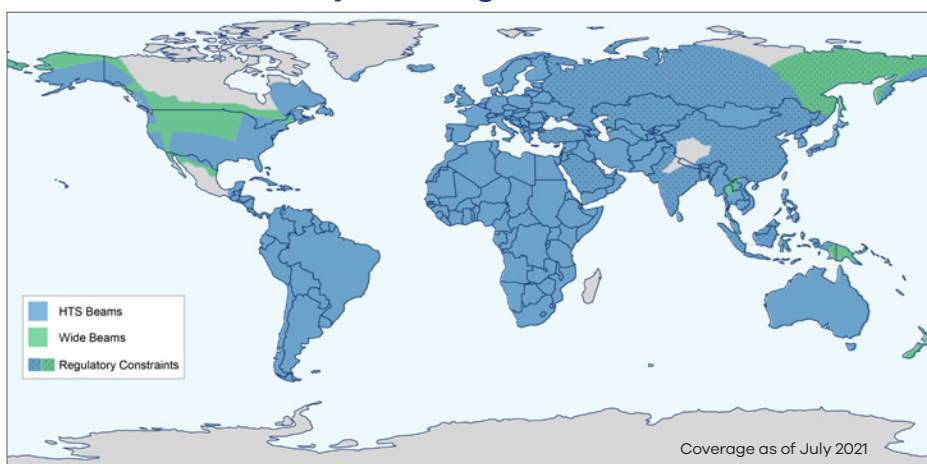 HTS Beams
Wide Beams
Regulatory Constraints
Coverage as of July 2021